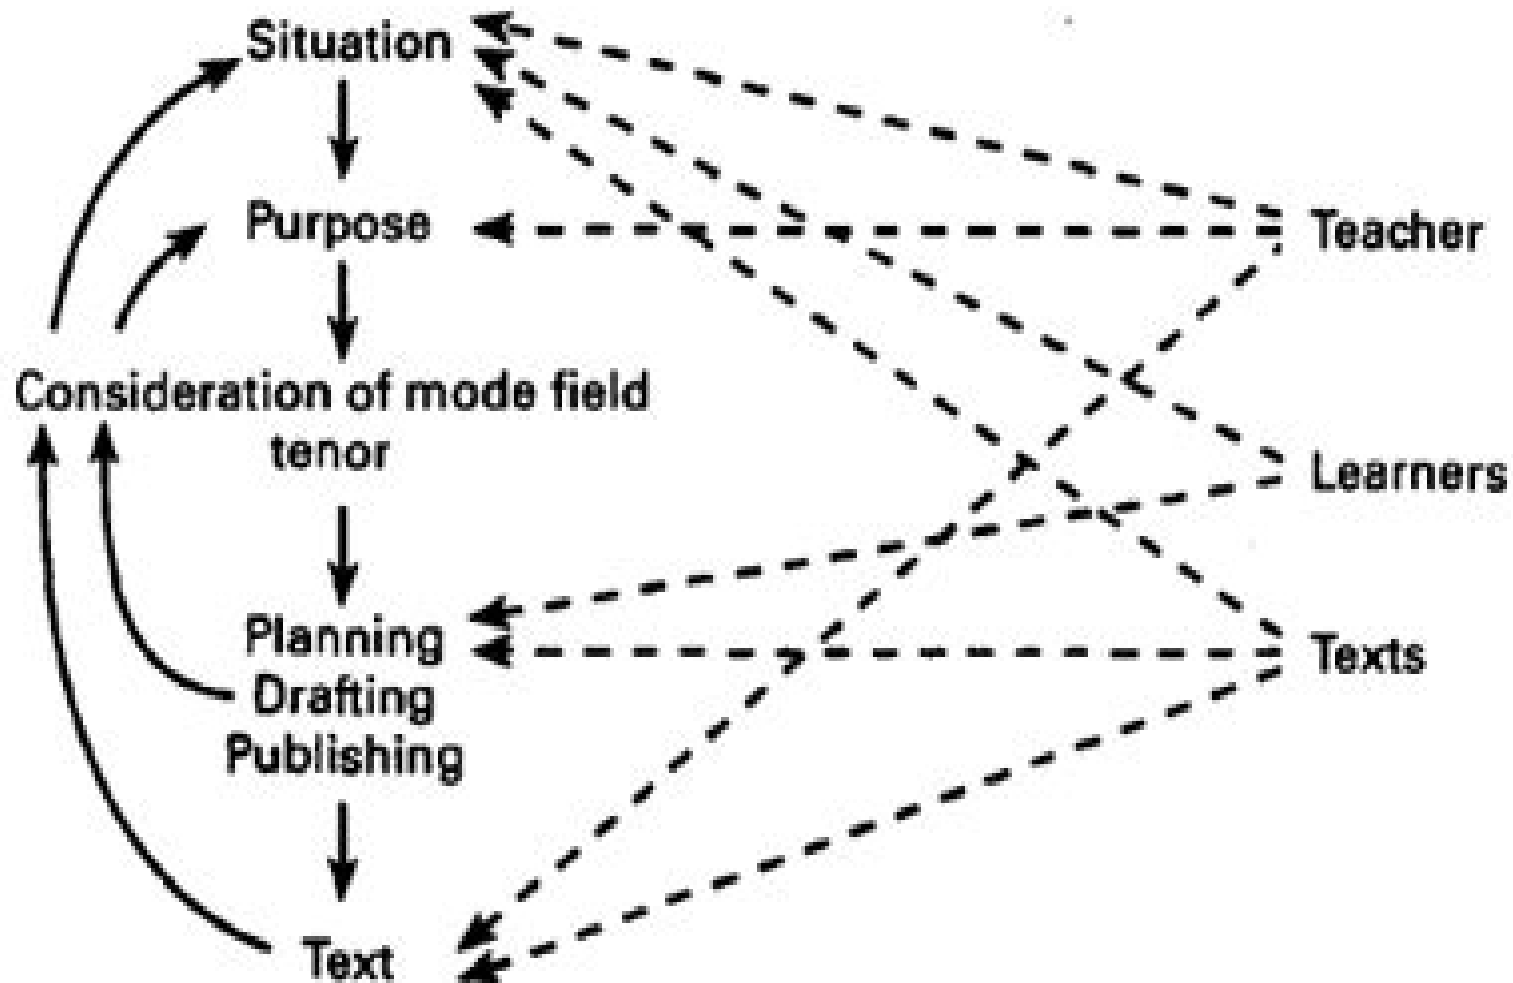 Situation
Purpose
Teacher
Consideration of mode field
tenor
Learners
Planning
Drafting
Publishing
Texts
Text